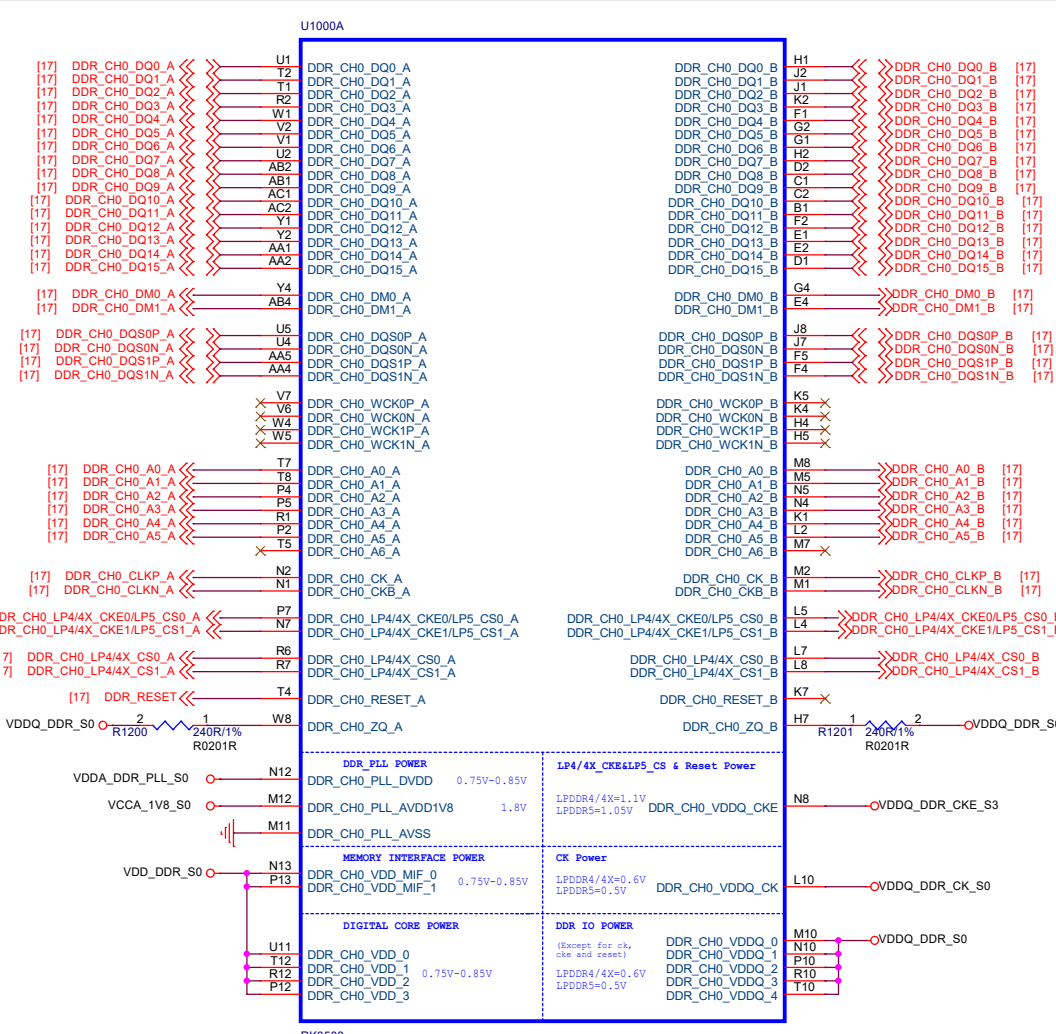 U1000A
[17] DDR_CH0_DQ0_A U1 DDR_CH0_DQ0_A DDR_CH0_DQ0_B H1 DDR_CH0_DQ0_B [17]
[17] DDR_CH0_DQ1_A T2 DDR_CH0_DQ1_A DDR_CH0_DQ1_B J2 DDR_CH0_DQ1_B [17]
[17] DDR_CH0_DQ2_A T1 DDR_CH0_DQ2_A DDR_CH0_DQ2_B J1 DDR_CH0_DQ2_B [17]
[17] DDR_CH0_DQ3_A R2 DDR_CH0_DQ3_A DDR_CH0_DQ3_B K2 DDR_CH0_DQ3_B [17]
[17] DDR_CH0_DQ4_A W1 DDR_CH0_DQ4_A DDR_CH0_DQ4_B F1 DDR_CH0_DQ4_B [17]
[17] DDR_CH0_DQ5_A V2 DDR_CH0_DQ5_A DDR_CH0_DQ5_B G2 DDR_CH0_DQ5_B [17]
[17] DDR_CH0_DQ6_A V1 DDR_CH0_DQ6_A DDR_CH0_DQ6_B G1 DDR_CH0_DQ6_B [17]
[17] DDR_CH0_DQ7_A U2 DDR_CH0_DQ7_A DDR_CH0_DQ7_B H2 DDR_CH0_DQ7_B [17]
[17] DDR_CH0_DQ8_A AB2 DDR_CH0_DQ8_A DDR_CH0_DQ8_B D2 DDR_CH0_DQ8_B [17]
[17] DDR_CH0_DQ9_A AB1 DDR_CH0_DQ9_A DDR_CH0_DQ9_B C1 DDR_CH0_DQ9_B [17]
[17] DDR_CH0_DQ10_A AC1 DDR_CH0_DQ10_A DDR_CH0_DQ10_B C2 DDR_CH0_DQ10_B [17]
[17] DDR_CH0_DQ11_A AC2 DDR_CH0_DQ11_A DDR_CH0_DQ11_B B1 DDR_CH0_DQ11_B [17]
[17] DDR_CH0_DQ12_A Y1 DDR_CH0_DQ12_A DDR_CH0_DQ12_B F2 DDR_CH0_DQ12_B [17]
[17] DDR_CH0_DQ13_A Y2 DDR_CH0_DQ13_A DDR_CH0_DQ13_B E1 DDR_CH0_DQ13_B [17]
[17] DDR_CH0_DQ14_A AA1 DDR_CH0_DQ14_A DDR_CH0_DQ14_B E2 DDR_CH0_DQ14_B [17]
[17] DDR_CH0_DQ15_A AA2 DDR_CH0_DQ15_A DDR_CH0_DQ15_B D1 DDR_CH0_DQ15_B [17]
[17] DDR_CH0_DM0_A Y4 DDR_CH0_DM0_A DDR_CH0_DM0_B G4 DDR_CH0_DM0_B [17]
[17] DDR_CH0_DM1_A AB4 DDR_CH0_DM1_A DDR_CH0_DM1_B E4 DDR_CH0_DM1_B [17]
[17] DDR_CH0_DQS0P_A U5 DDR_CH0_DQS0P_A DDR_CH0_DQS0P_B J8 DDR_CH0_DQS0P_B [17]
[17] DDR_CH0_DQS0N_A U4 DDR_CH0_DQS0N_A DDR_CH0_DQS0N_B J7 DDR_CH0_DQS0N_B [17]
[17] DDR_CH0_DQS1P_A AA5 DDR_CH0_DQS1P_A DDR_CH0_DQS1P_B F5 DDR_CH0_DQS1P_B [17]
[17] DDR_CH0_DQS1N_A AA4 DDR_CH0_DQS1N_A DDR_CH0_DQS1N_B F4 DDR_CH0_DQS1N_B [17]
V7 DDR_CH0_WCK0P_A DDR_CH0_WCK0P_B K5
V6 DDR_CH0_WCK0N_A DDR_CH0_WCK0N_B K4
W4 DDR_CH0_WCK1P_A DDR_CH0_WCK1P_B H4
W5 DDR_CH0_WCK1N_A DDR_CH0_WCK1N_B H5
[17] DDR_CH0_A0_A T7 DDR_CH0_A0_A DDR_CH0_A0_B M8 DDR_CH0_A0_B [17]
[17] DDR_CH0_A1_A T8 DDR_CH0_A1_A DDR_CH0_A1_B M5 DDR_CH0_A1_B [17]
[17] DDR_CH0_A2_A P4 DDR_CH0_A2_A DDR_CH0_A2_B N5 DDR_CH0_A2_B [17]
[17] DDR_CH0_A3_A P5 DDR_CH0_A3_A DDR_CH0_A3_B N4 DDR_CH0_A3_B [17]
[17] DDR_CH0_A4_A R1 DDR_CH0_A4_A DDR_CH0_A4_B K1 DDR_CH0_A4_B [17]
[17] DDR_CH0_A5_A P2 DDR_CH0_A5_A DDR_CH0_A5_B L2 DDR_CH0_A5_B [17]
T5 DDR_CH0_A6_A DDR_CH0_A6_B M7
[17] DDR_CH0_CLKP_A N2 DDR_CH0_CK_A DDR_CH0_CK_B M2 DDR_CH0_CLKP_B [17]
[17] DDR_CH0_CLKN_A N1 DDR_CH0_CKB_A DDR_CH0_CKB_B M1 DDR_CH0_CLKN_B [17]
DR_CH0_LP4/4X_CKE0/LP5_CS0_A P7 DDR_CH0_LP4/4X_CKE0/LP5_CS0_A DDR_CH0_LP4/4X_CKE0/LP5_CS0_B L5 DDR_CH0_LP4/4X_CKE0/LP5_CS0_
DR_CH0_LP4/4X_CKE1/LP5_CS1_A N7 DDR_CH0_LP4/4X_CKE1/LP5_CS1_A DDR_CH0_LP4/4X_CKE1/LP5_CS1_B L4 DDR_CH0_LP4/4X_CKE1/LP5_CS1_
7] DDR_CH0_LP4/4X_CS0_A R6 DDR_CH0_LP4/4X_CS0_A DDR_CH0_LP4/4X_CS0_B L7 DDR_CH0_LP4/4X_CS0_B
7] DDR_CH0_LP4/4X_CS1_A R7 DDR_CH0_LP4/4X_CS1_A DDR_CH0_LP4/4X_CS1_B L8 DDR_CH0_LP4/4X_CS1_B
[17] DDR_RESET T4 DDR_CH0_RESET_A DDR_CH0_RESET_B K7
VDDQ_DDR_S0 2 1 W8 DDR_CH0_ZQ_A DDR_CH0_ZQ_B H7 1 2 VDDQ_DDR_S0
R1200 240R/1% R1201 240R/1%
R0201R R0201R
DDR_PLL POWER LP4/4X_CKE&LP5_CS & Reset Power
VDDA_DDR_PLL_S0 N12 DDR_CH0_PLL_DVDD 0.75V-0.85V
VCCA_1V8_S0 M12 DDR_CH0_PLL_AVDD1V8 1.8V LPDDR4/4X=1.1V DDR_CH0_VDDQ_CKE N8 VDDQ_DDR_CKE_S3
LPDDR5=1.05V
M11 DDR_CH0_PLL_AVSS
MEMORY INTERFACE POWER CK Power
VDD_DDR_S0 N13 DDR_CH0_VDD_MIF_0 0.75V-0.85V LPDDR4/4X=0.6V
P13 DDR_CH0_VDD_MIF_1 LPDDR5=0.5V DDR_CH0_VDDQ_CK L10 VDDQ_DDR_CK_S0
DIGITAL CORE POWER DDR IO POWER
DDR_CH0_VDDQ_0 M10 VDDQ_DDR_S0
U11 DDR_CH0_VDD_0 (Except for ck, DDR_CH0_VDDQ_1 N10
T12 DDR_CH0_VDD_1 cke and reset) DDR_CH0_VDDQ_2 P10
R12 DDR_CH0_VDD_2 0.75V-0.85V LPDDR4/4X=0.6V DDR_CH0_VDDQ_3 R10
P12 DDR_CH0_VDD_3 LPDDR5=0.5V DDR_CH0_VDDQ_4 T10